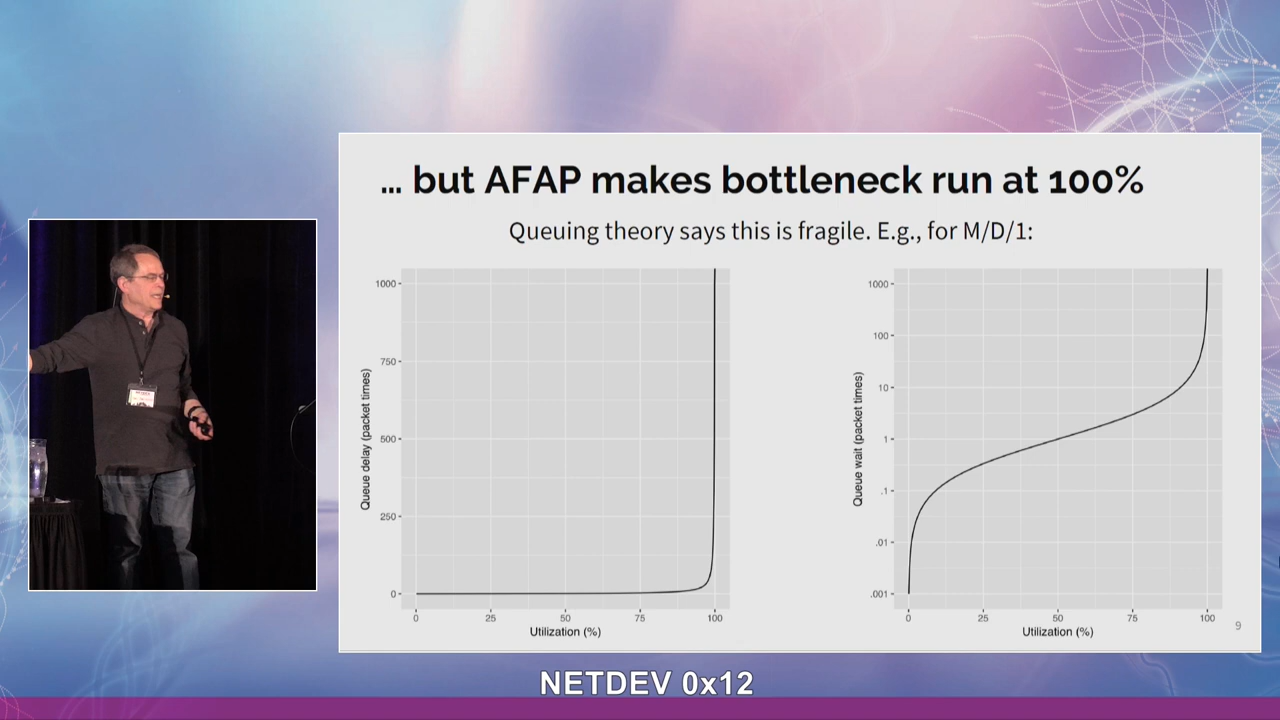 ... but AFAP makes bottleneck run at 100%
Queuing theory says this is fragile. E.g., for M/D/1:
Queue delay (packet times)
1000
750
500
250
0
0 25 50 75 100
Utilization (%)
Queue wait (packet times)
1000
100
10
1
.1
.01
.001
0 25 50 75 100
Utilization (%)
9
NETDEV 0x12